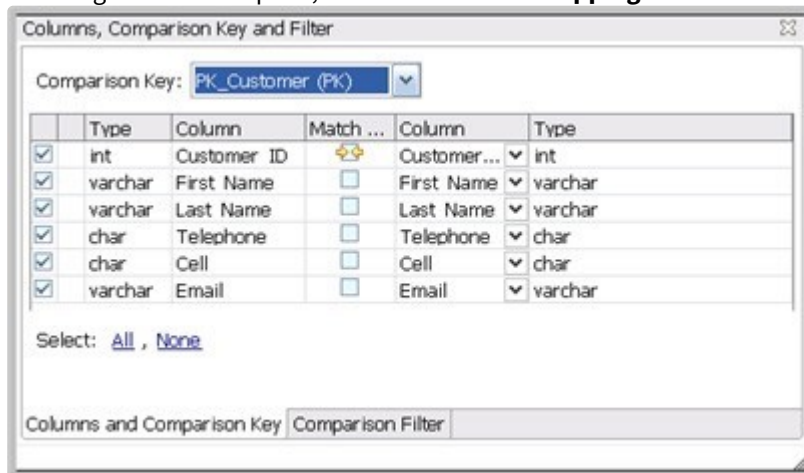 Columns, Comparison Key and Filter
Comparison Key: PK_Customer (PK)
Type Column Match ... Column Type
int Customer ID Customer... int
varchar First Name First Name varchar
varchar Last Name Last Name varchar
char Telephone Telephone char
char Cell Cell char
varchar Email Email varchar
Select: All , None
Columns and Comparison Key Comparison Filter